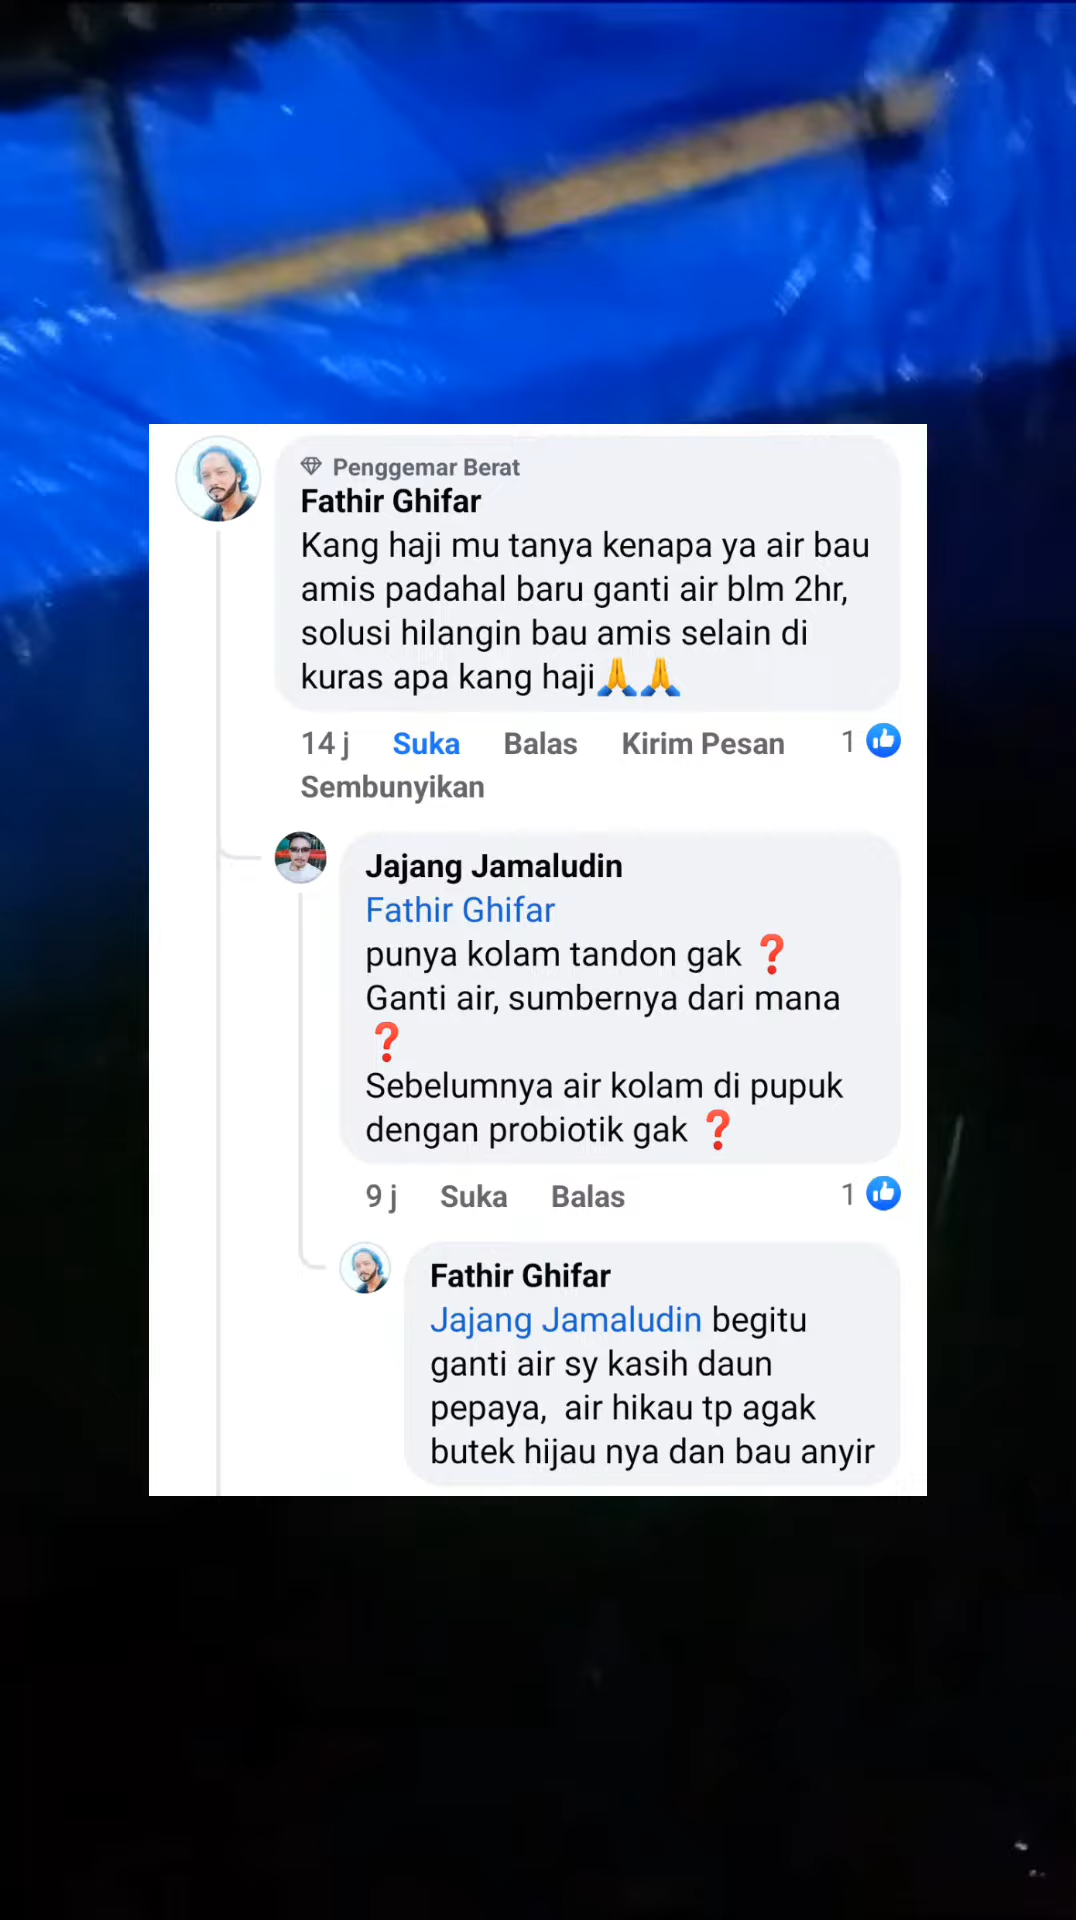 Penggemar Berat
Fathir Ghifar
Kang haji mu tanya kenapa ya air bau
amis padahal baru ganti air blm 2hr,
solusi hilangin bau amis selain di
kuras apa kang haji🙏🙏
14 j Suka Balas Kirim Pesan 1
Sembunyikan
Jajang Jamaludin
Fathir Ghifar
punya kolam tandon gak ❓
Ganti air, sumbernya dari mana
❓
Sebelumnya air kolam di pupuk
dengan probiotik gak ❓
9 j Suka Balas 1
Fathir Ghifar
Jajang Jamaludin begitu
ganti air sy kasih daun
pepaya, air hikau tp agak
butek hijau nya dan bau anyir